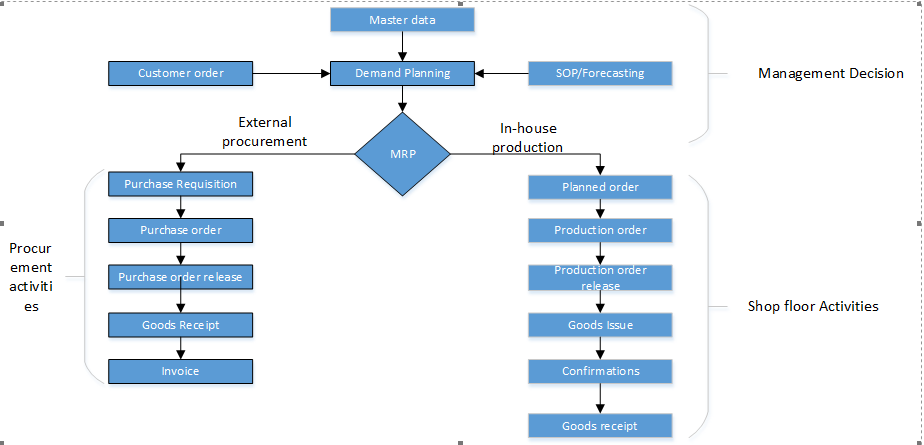 Master data
Customer order
Demand Planning
SOP/Forecasting
Management Decision
External
procurement
In-house
production
MRP
Purchase Requisition
Purchase order
Purchase order release
Goods Receipt
Invoice
Procur
ement
activiti
es
Planned order
Production order
Production order
release
Goods Issue
Confirmations
Goods receipt
Shop floor Activities